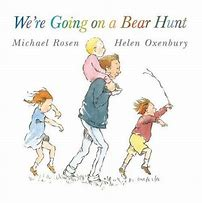 We're Going on a Bear Hunt
Michael Rosen Helen Oxenbury